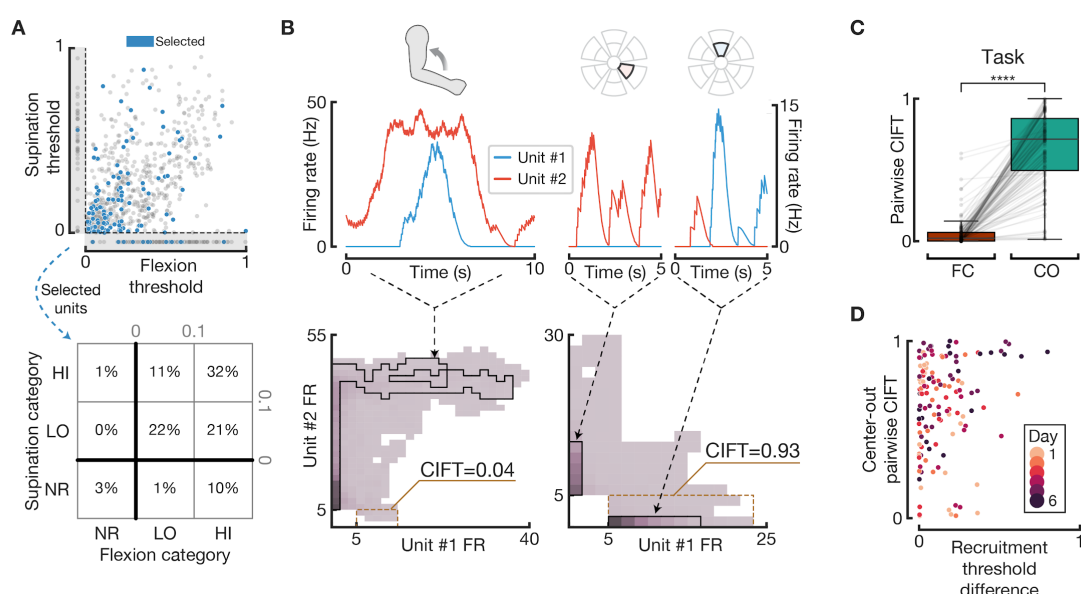 A
Selected
1
Supination
threshold
0
0
Flexion
threshold
1
Selected
units
0
0.1
Supination category
HI
1%
11%
32%
0.1
LO
0%
22%
21%
0
NR
3%
1%
10%
NR
LO
HI
Flexion category
B
50
Firing rate (Hz)
0
Unit #1
Unit #2
15
Firing rate (Hz)
0
0
Time (s)
10
0
Time (s)
5
0
Time (s)
5
55
Unit #2 FR
5
CIFT=0.04
5
Unit #1 FR
40
30
5
CIFT=0.93
5
Unit #1 FR
25
C
Task
****
1
Pairwise CIFT
0
FC
CO
D
1
Center-out
pairwise CIFT
0
Day
1
6
0
Recruitment
threshold
difference
1